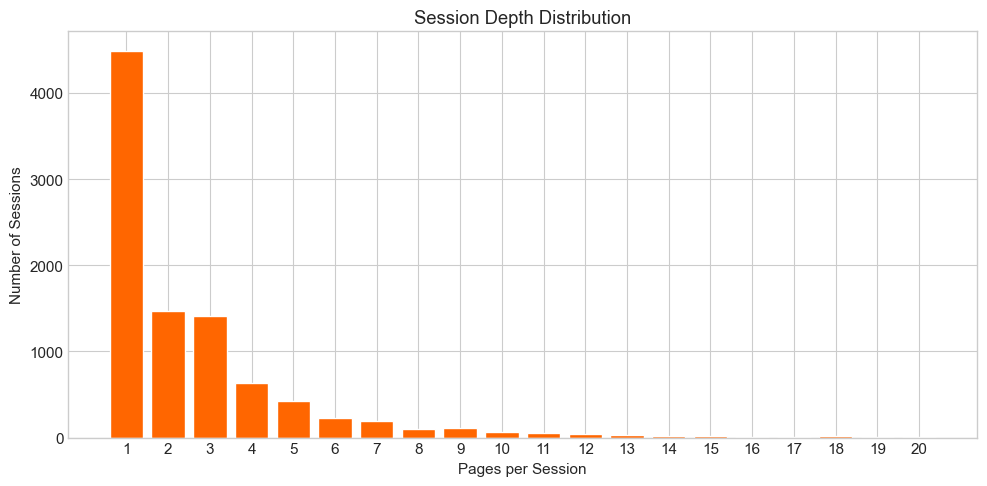 Session Depth Distribution
Number of Sessions
4000
3000
2000
1000
0
1 2 3 4 5 6 7 8 9 10 11 12 13 14 15 16 17 18 19 20
Pages per Session